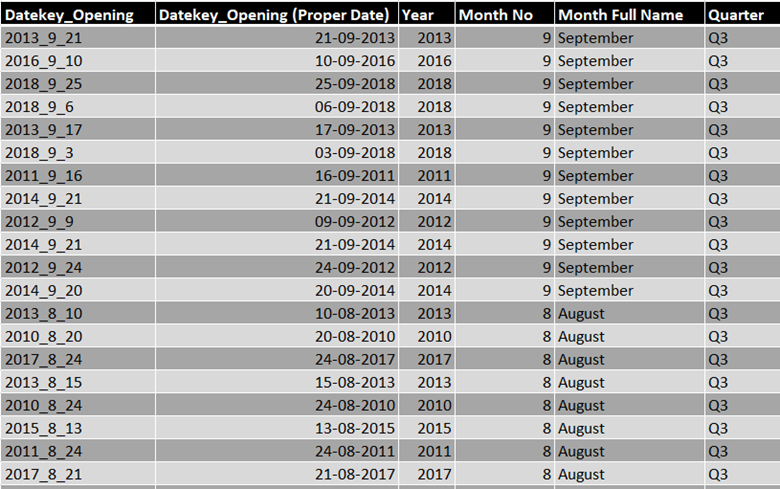 Datekey_Opening Datekey_Opening (Proper Date) Year Month No Month Full Name Quarter
2013_9_21 21-09-2013 2013 9 September Q3
2016_9_10 10-09-2016 2016 9 September Q3
2018_9_25 25-09-2018 2018 9 September Q3
2018_9_6 06-09-2018 2018 9 September Q3
2013_9_17 17-09-2013 2013 9 September Q3
2018_9_3 03-09-2018 2018 9 September Q3
2011_9_16 16-09-2011 2011 9 September Q3
2014_9_21 21-09-2014 2014 9 September Q3
2012_9_9 09-09-2012 2012 9 September Q3
2014_9_21 21-09-2014 2014 9 September Q3
2012_9_24 24-09-2012 2012 9 September Q3
2014_9_20 20-09-2014 2014 9 September Q3
2013_8_10 10-08-2013 2013 8 August Q3
2010_8_20 20-08-2010 2010 8 August Q3
2017_8_24 24-08-2017 2017 8 August Q3
2013_8_15 15-08-2013 2013 8 August Q3
2010_8_24 24-08-2010 2010 8 August Q3
2015_8_13 13-08-2015 2015 8 August Q3
2011_8_24 24-08-2011 2011 8 August Q3
2017_8_21 21-08-2017 2017 8 August Q3